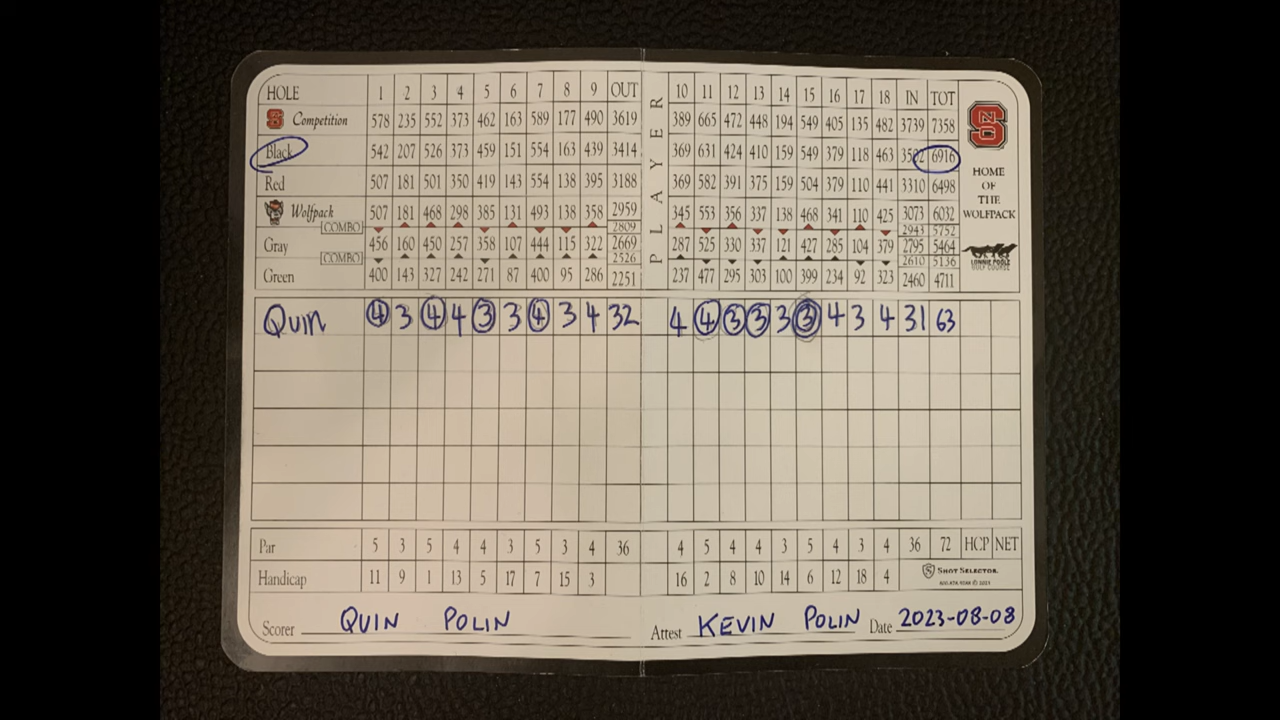 HOLE 1 2 3 4 5 6 7 8 9 OUT PLAYER 10 11 12 13 14 15 16 17 18 IN TOT
Competition 578 235 552 373 462 163 589 177 490 3619 389 665 472 448 194 549 405 135 482 3739 7358
Black 542 207 526 373 459 151 554 163 439 3414 369 631 424 410 159 549 379 118 463 3502 6916
Red 507 181 501 350 419 143 554 138 395 3188 369 582 391 375 159 504 379 110 441 3310 6498
Wolfpack 507 181 468 298 385 131 493 138 358 2959 345 553 356 337 138 468 341 110 425 3073 6032
COMBO 2809 2943 5752
Gray 456 160 450 257 358 107 444 115 322 2669 287 525 330 337 121 427 285 104 379 2795 5464
COMBO 2526 2610 5136
Green 400 143 327 242 271 87 400 95 286 2251 237 477 295 303 100 399 234 92 323 2460 4711
NC S
HOME
OF
THE
WOLFPACK
LONNIE POOLE
GOLF COURSE
Quin 4 3 4 4 3 3 4 3 4 32 4 4 3 3 3 3 4 3 4 31 63
Par 5 3 5 4 4 3 5 3 4 36 4 5 4 4 3 5 4 3 4 36 72 HCP NET
Handicap 11 9 1 13 5 17 7 15 3 16 2 8 10 14 6 12 18 4 SHOT SELECTOR
Scorer QUIN POLIN Attest KEVIN POLIN Date 2023-08-08